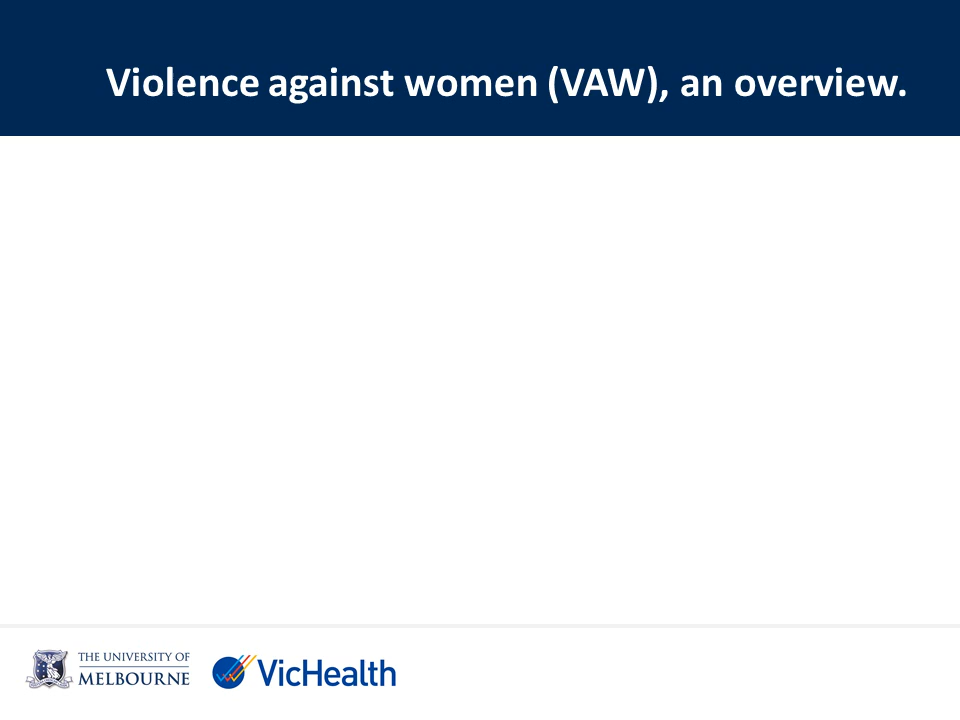 Violence against women (VAW), an overview.
THE UNIVERSITY OF
MELBOURNE
VicHealth